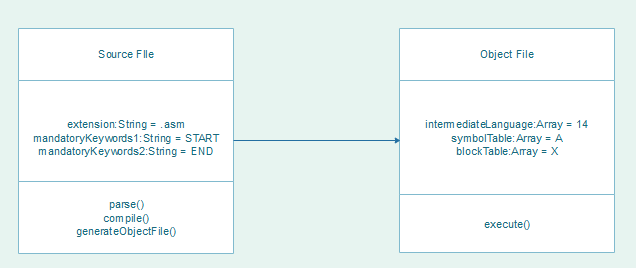 Source File
extension:String = .asm
mandatoryKeywords1:String = START
mandatoryKeywords2:String = END
parse()
compile()
generateObjectFile()
Object File
intermediateLanguage:Array = 14
symbolTable:Array = A
blockTable:Array = X
execute()